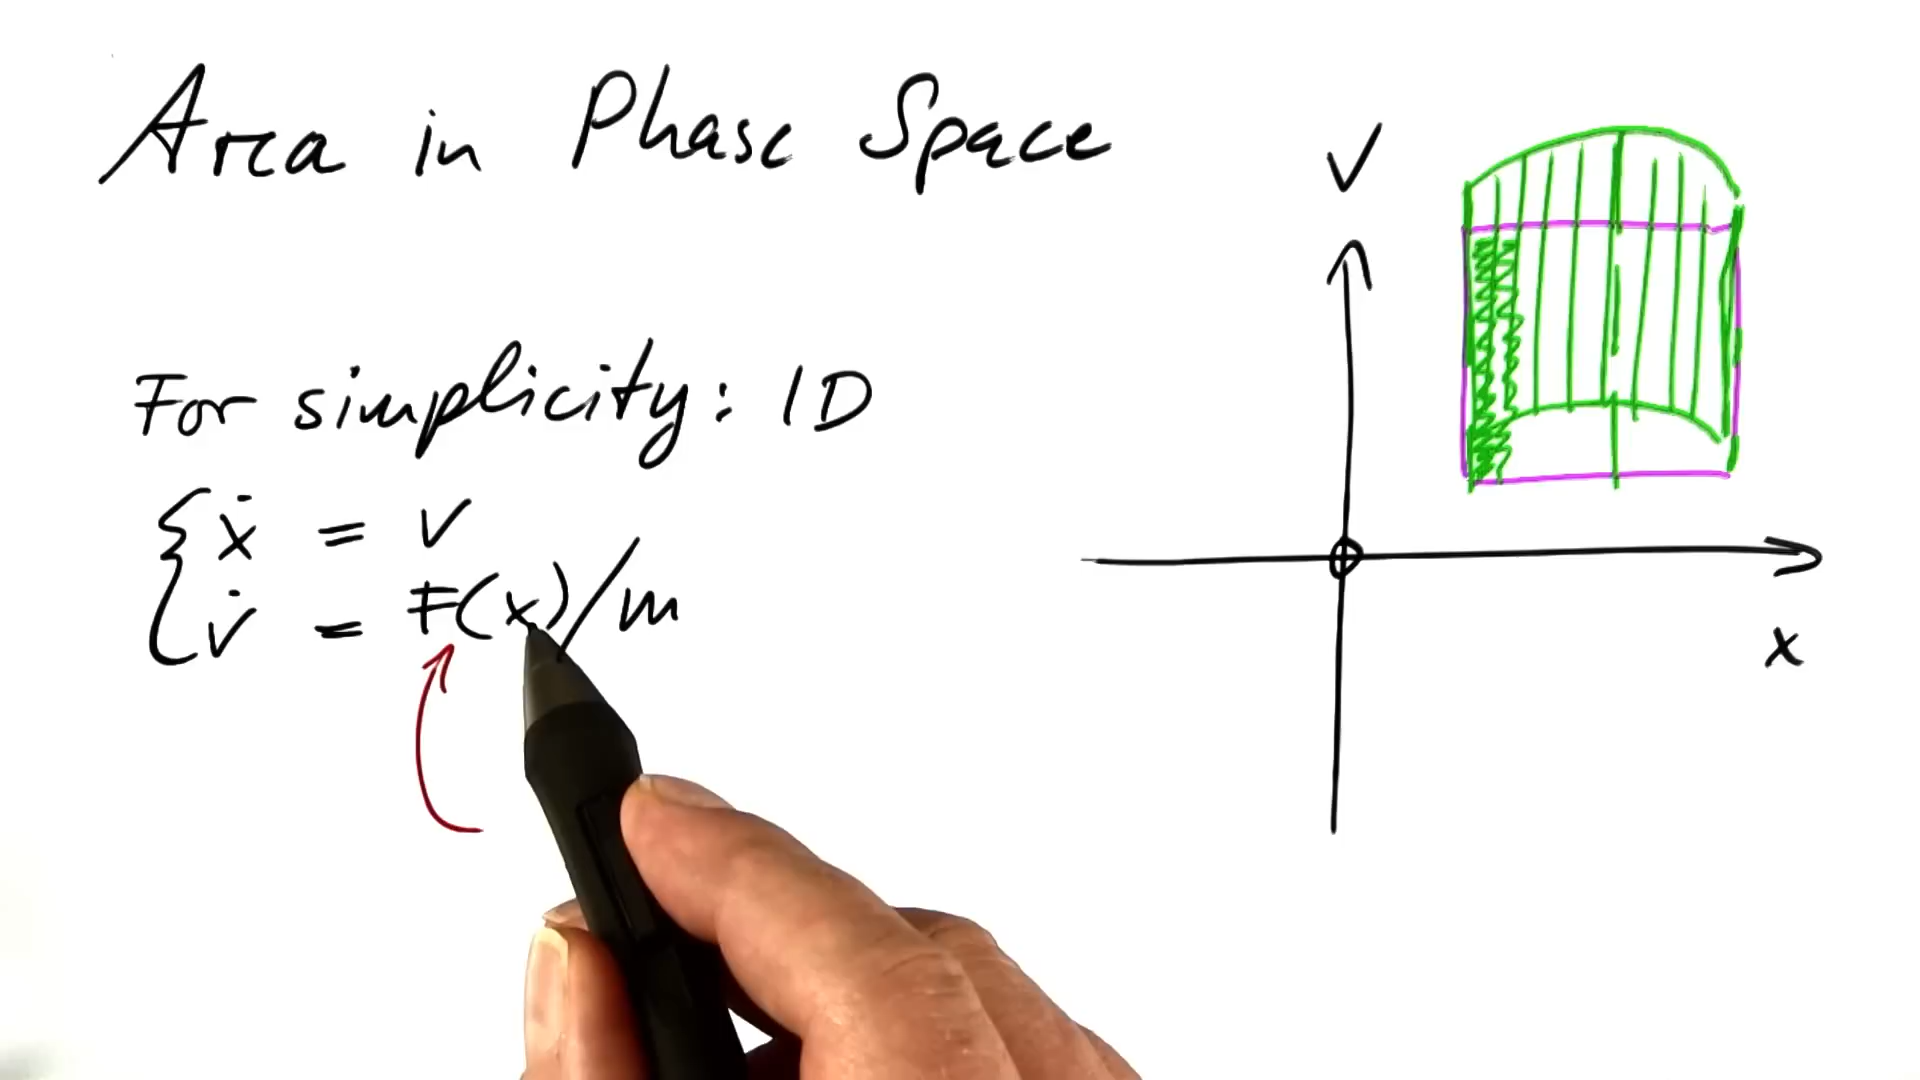 Area in Phase Space
For simplicity: 1D
ẋ = v
v̇ = F(x)/m
v
x